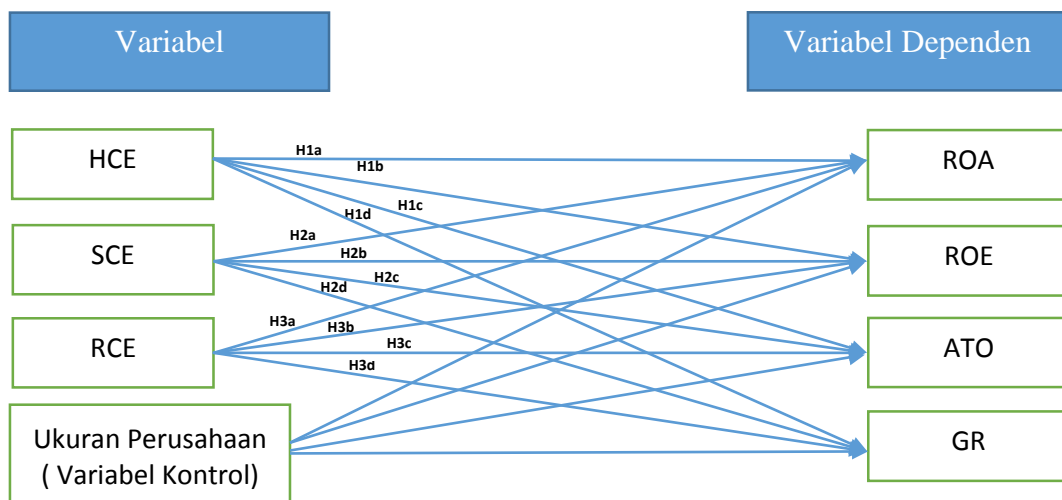 Variabel
Variabel Dependen
HCE
H1a
H1b
ROA
H1c
H1d
SCE
H2a
H2b
H2c
H2d
ROE
RCE
H3a
H3b
H3c
H3d
ATO
Ukuran Perusahaan
( Variabel Kontrol)
GR